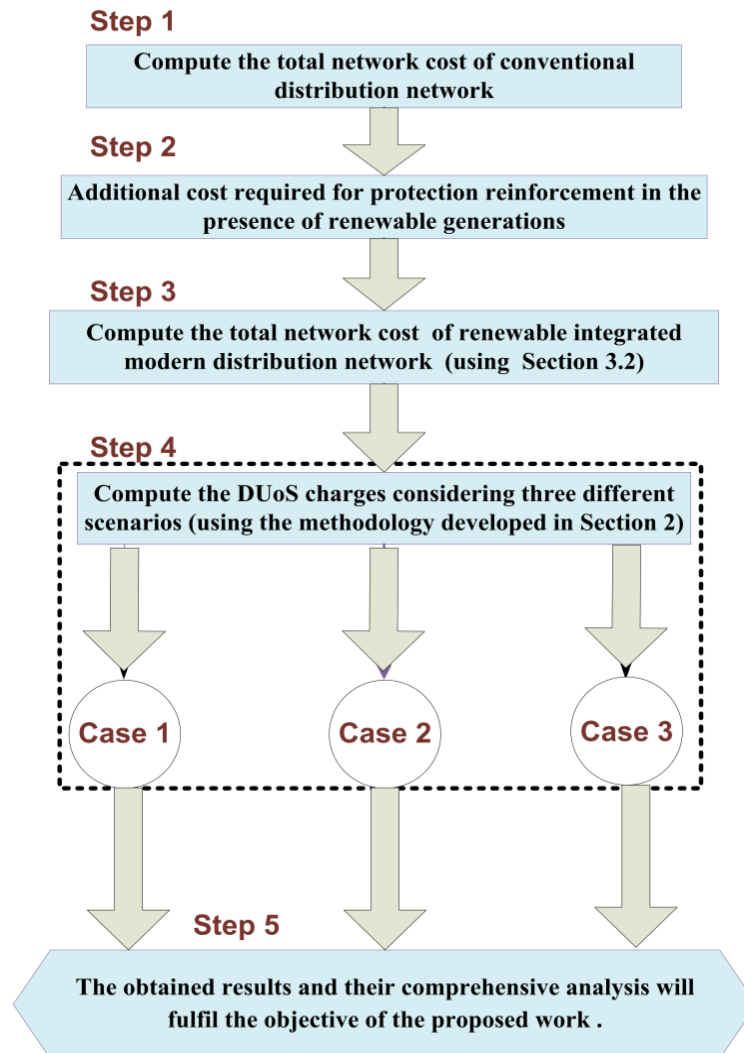 Step 1
Compute the total network cost of conventional
distribution network
Step 2
Additional cost required for protection reinforcement in the
presence of renewable generations
Step 3
Compute the total network cost of renewable integrated
modern distribution network (using Section 3.2)
Step 4
Compute the DUoS charges considering three different
scenarios (using the methodology developed in Section 2)
Case 1
Case 2
Case 3
Step 5
The obtained results and their comprehensive analysis will
fulfil the objective of the proposed work .